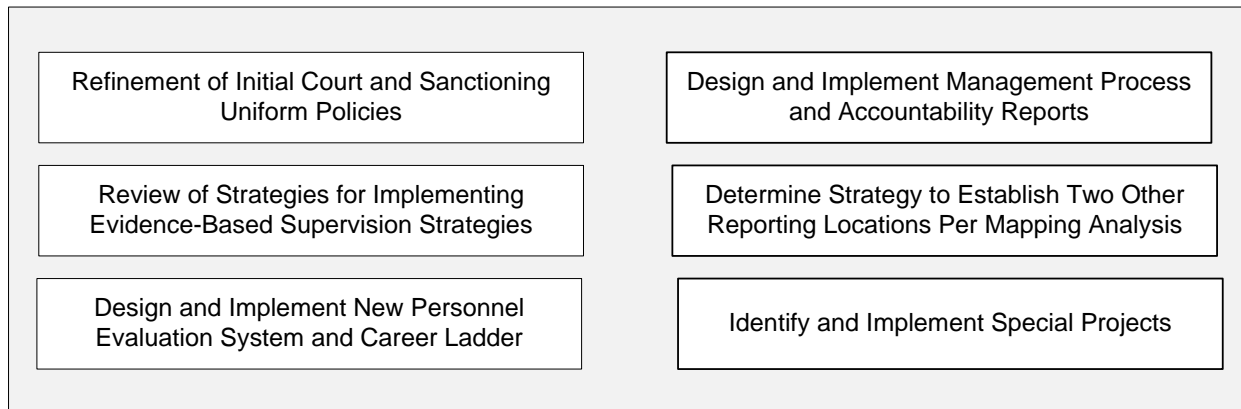 Refinement of Initial Court and Sanctioning
Uniform Policies
Review of Strategies for Implementing
Evidence-Based Supervision Strategies
Design and Implement New Personnel
Evaluation System and Career Ladder
Design and Implement Management Process
and Accountability Reports
Determine Strategy to Establish Two Other
Reporting Locations Per Mapping Analysis
Identify and Implement Special Projects